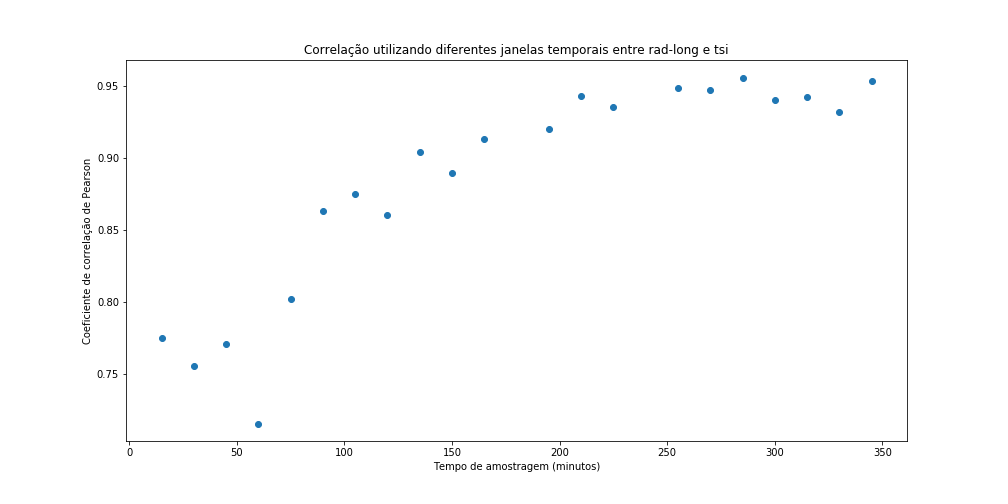 Correlação utilizando diferentes janelas temporais entre rad-long e tsi
0.95
0.90
0.85
0.80
0.75
Coeficiente de correlação de Pearson
0 50 100 150 200 250 300 350
Tempo de amostragem (minutos)